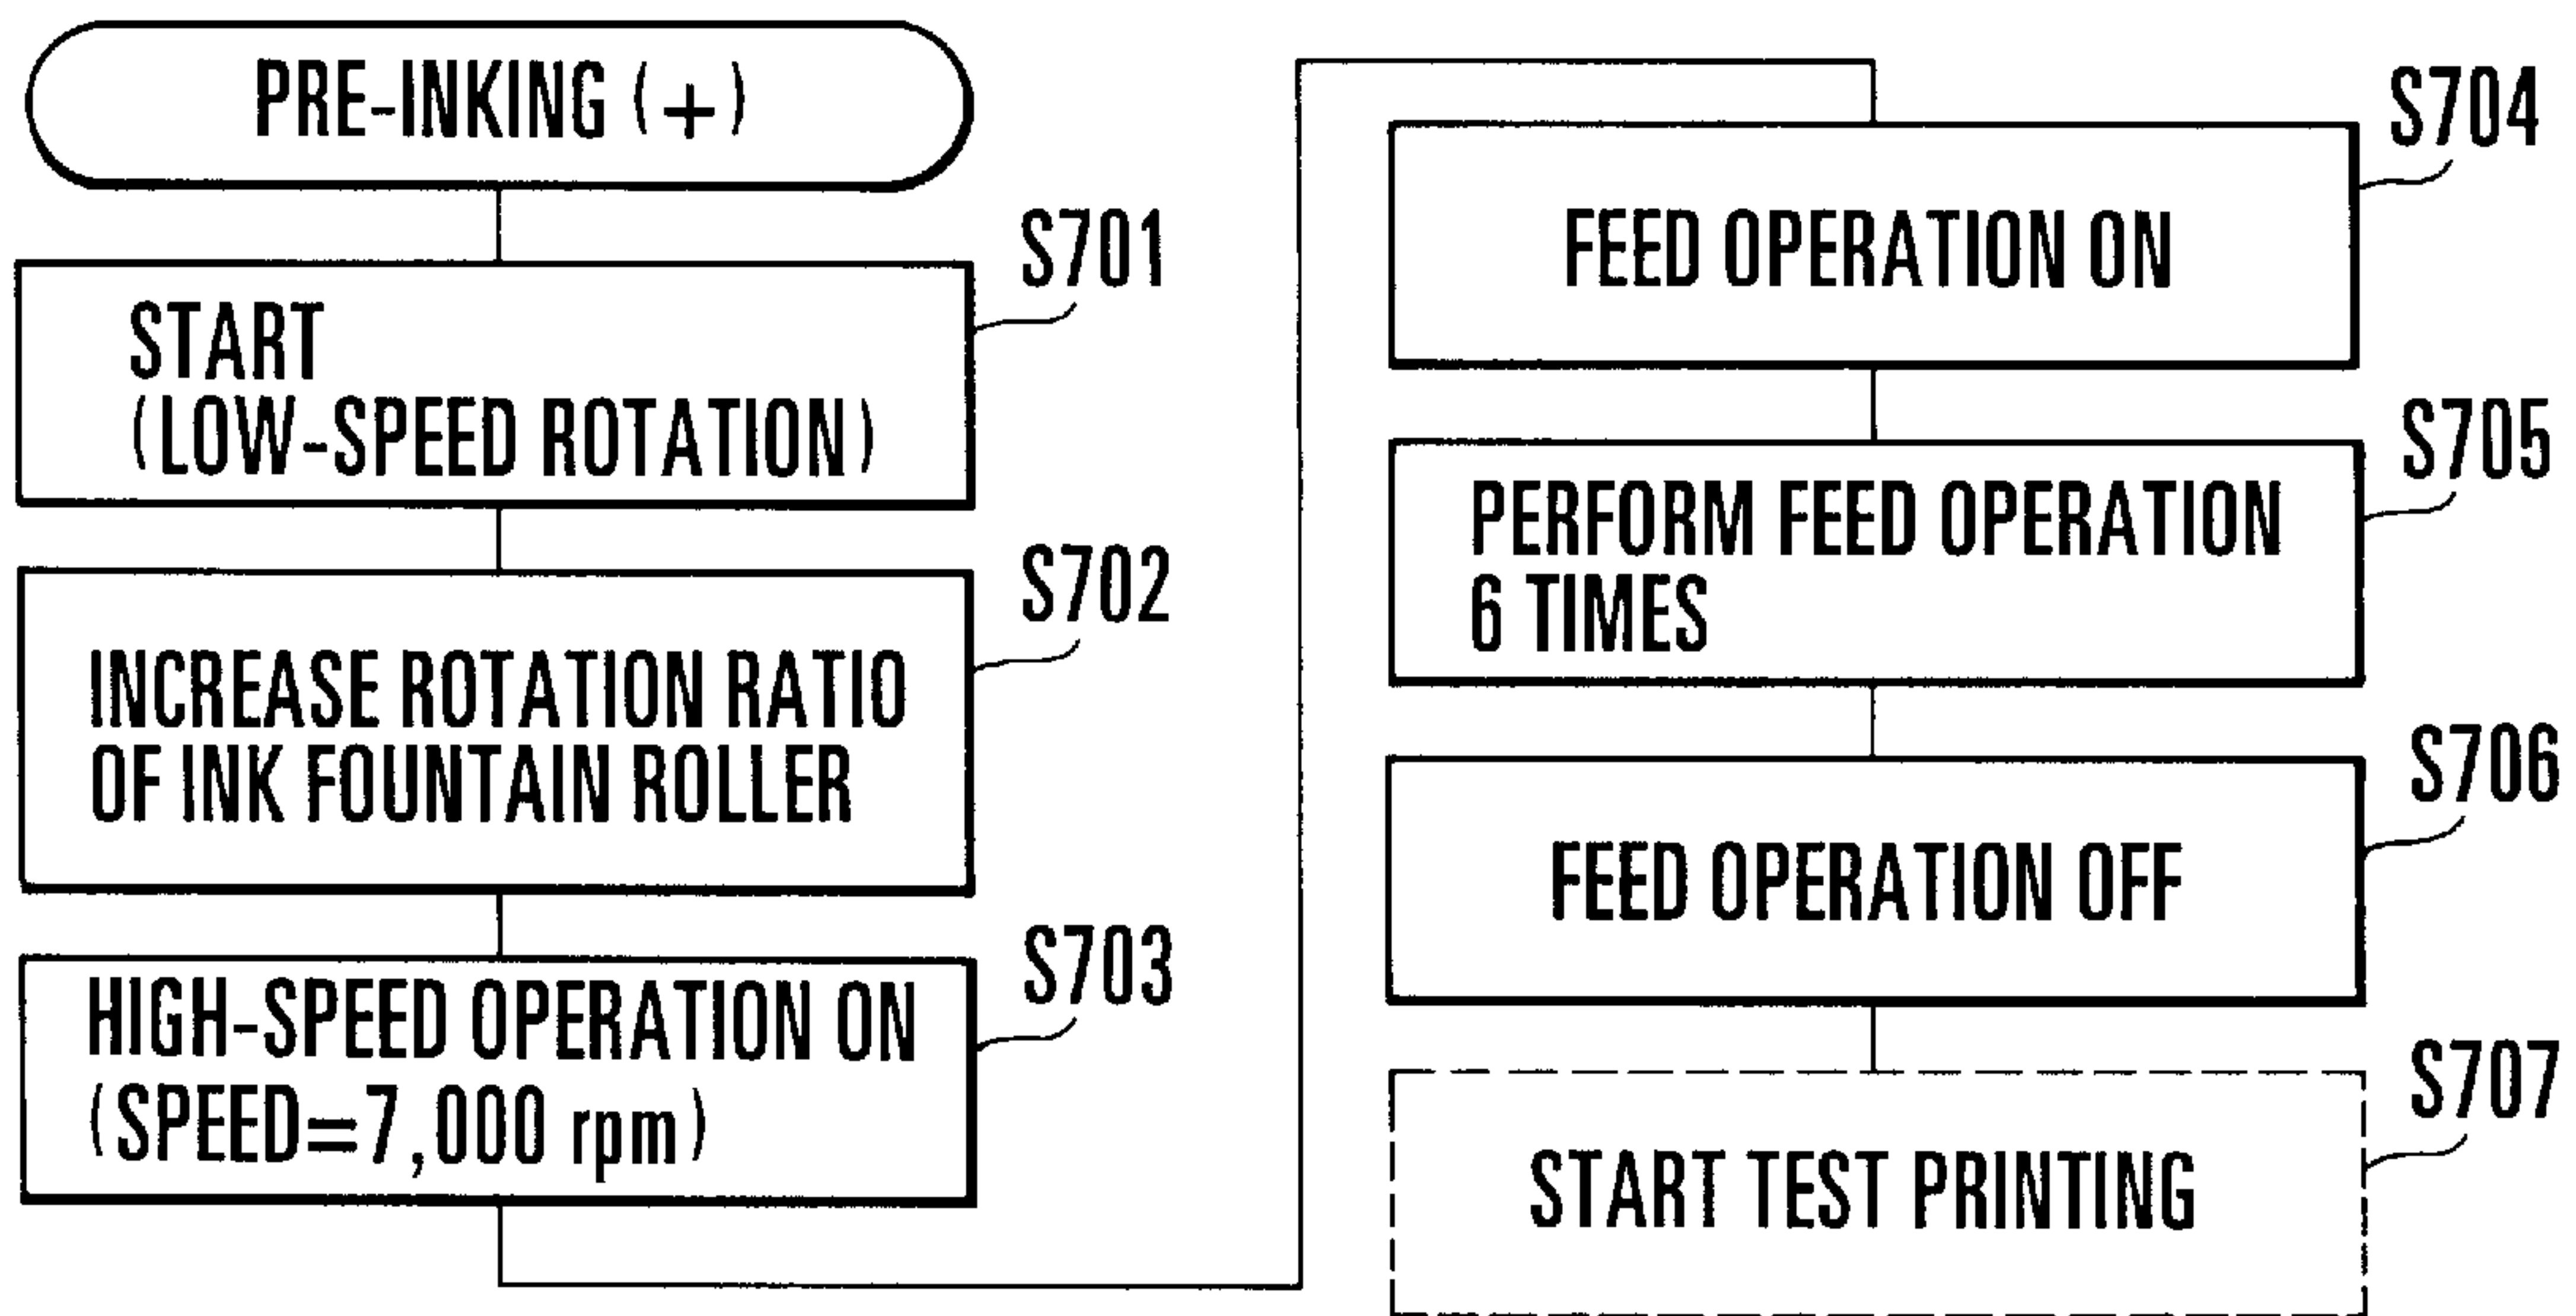 PRE-INKING (+)
S701
START
(LOW-SPEED ROTATION)
S702
INCREASE ROTATION RATIO
OF INK FOUNTAIN ROLLER
S703
HIGH-SPEED OPERATION ON
(SPEED=7,000 rpm)
S704
FEED OPERATION ON
S705
PERFORM FEED OPERATION
6 TIMES
S706
FEED OPERATION OFF
S707
START TEST PRINTING